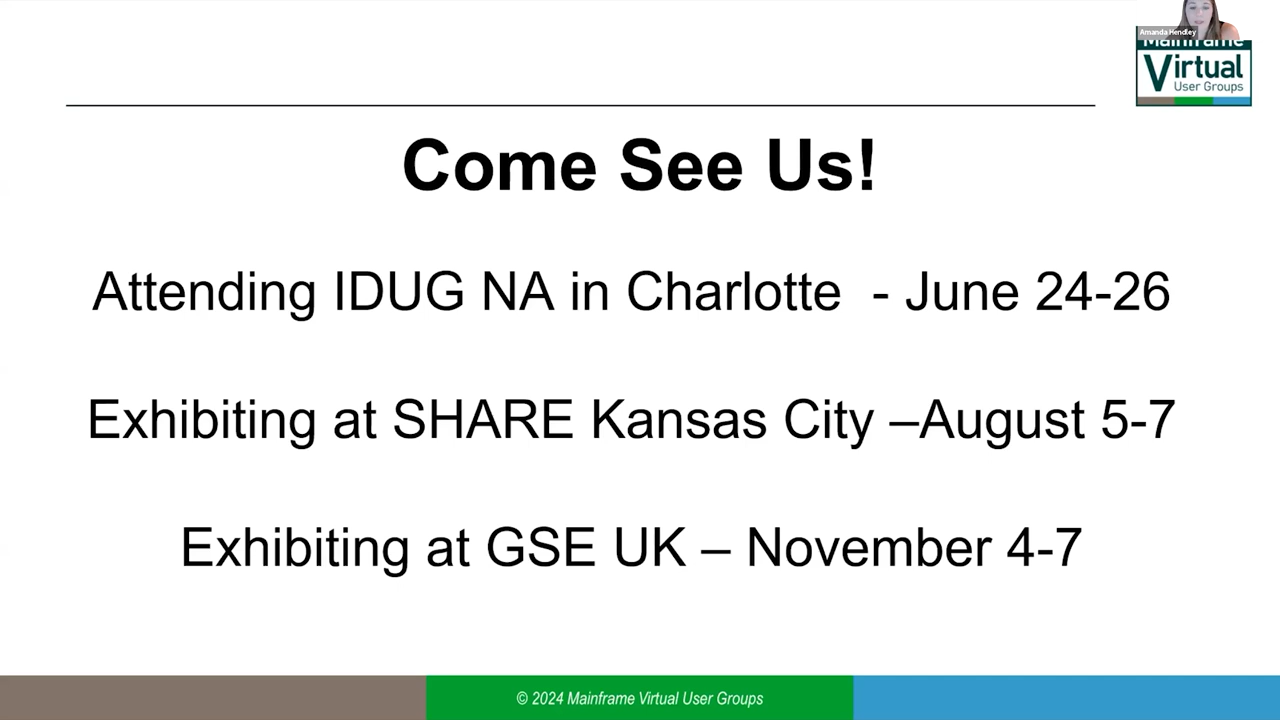 Amanda Hendley
Mainframe
Virtual
User Groups
Come See Us!
Attending IDUG NA in Charlotte - June 24-26
Exhibiting at SHARE Kansas City –August 5-7
Exhibiting at GSE UK – November 4-7
© 2024 Mainframe Virtual User Groups